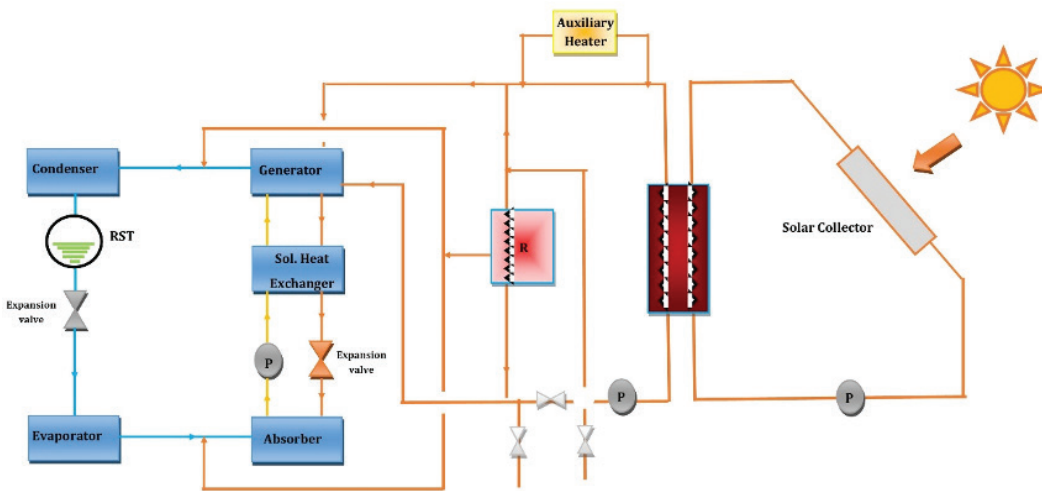 Auxiliary
Heater
Condenser
Generator
RST
Sol. Heat
Exchanger
R
Solar Collector
Expansion
valve
P
Expansion
valve
P
P
Evaporator
Absorber